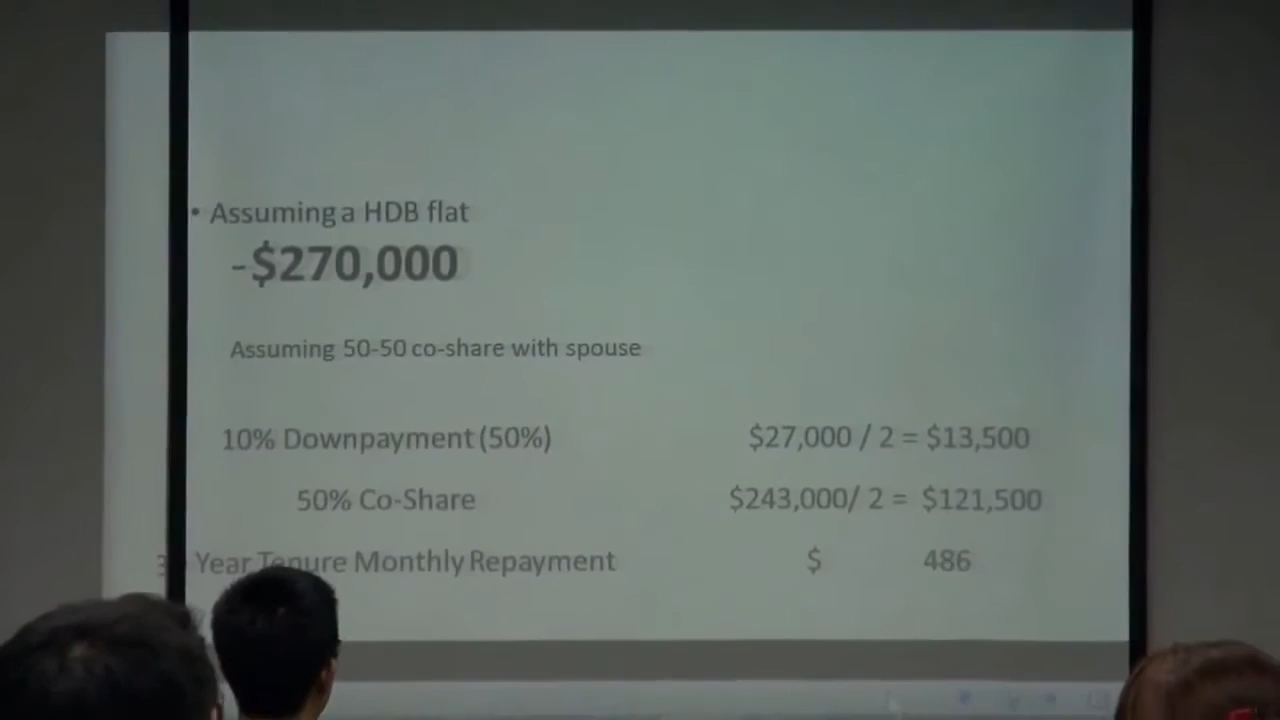 • Assuming a HDB flat
-$270,000
Assuming 50-50 co-share with spouse
10% Downpayment (50%) $27,000 / 2 = $13,500
50% Co-Share $243,000/ 2 = $121,500
Year Tenure Monthly Repayment $ 486